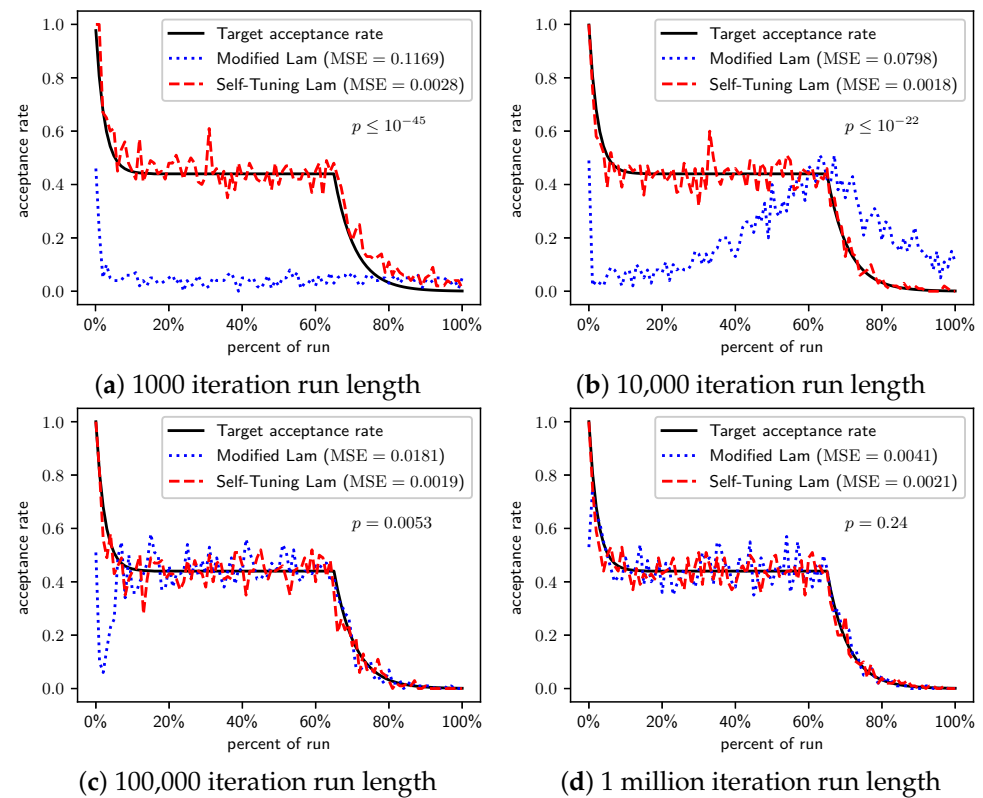 Target acceptance rate
Modified Lam (MSE = 0.1169)
Self-Tuning Lam (MSE = 0.0028)
p ≤ 10⁻⁴⁵
acceptance rate
1.0
0.8
0.6
0.4
0.2
0.0
0% 20% 40% 60% 80% 100%
percent of run
(a) 1000 iteration run length
Target acceptance rate
Modified Lam (MSE = 0.0798)
Self-Tuning Lam (MSE = 0.0018)
p ≤ 10⁻²²
acceptance rate
1.0
0.8
0.6
0.4
0.2
0.0
0% 20% 40% 60% 80% 100%
percent of run
(b) 10,000 iteration run length
Target acceptance rate
Modified Lam (MSE = 0.0181)
Self-Tuning Lam (MSE = 0.0019)
p = 0.0053
acceptance rate
1.0
0.8
0.6
0.4
0.2
0.0
0% 20% 40% 60% 80% 100%
percent of run
(c) 100,000 iteration run length
Target acceptance rate
Modified Lam (MSE = 0.0041)
Self-Tuning Lam (MSE = 0.0021)
p = 0.24
acceptance rate
1.0
0.8
0.6
0.4
0.2
0.0
0% 20% 40% 60% 80% 100%
percent of run
(d) 1 million iteration run length